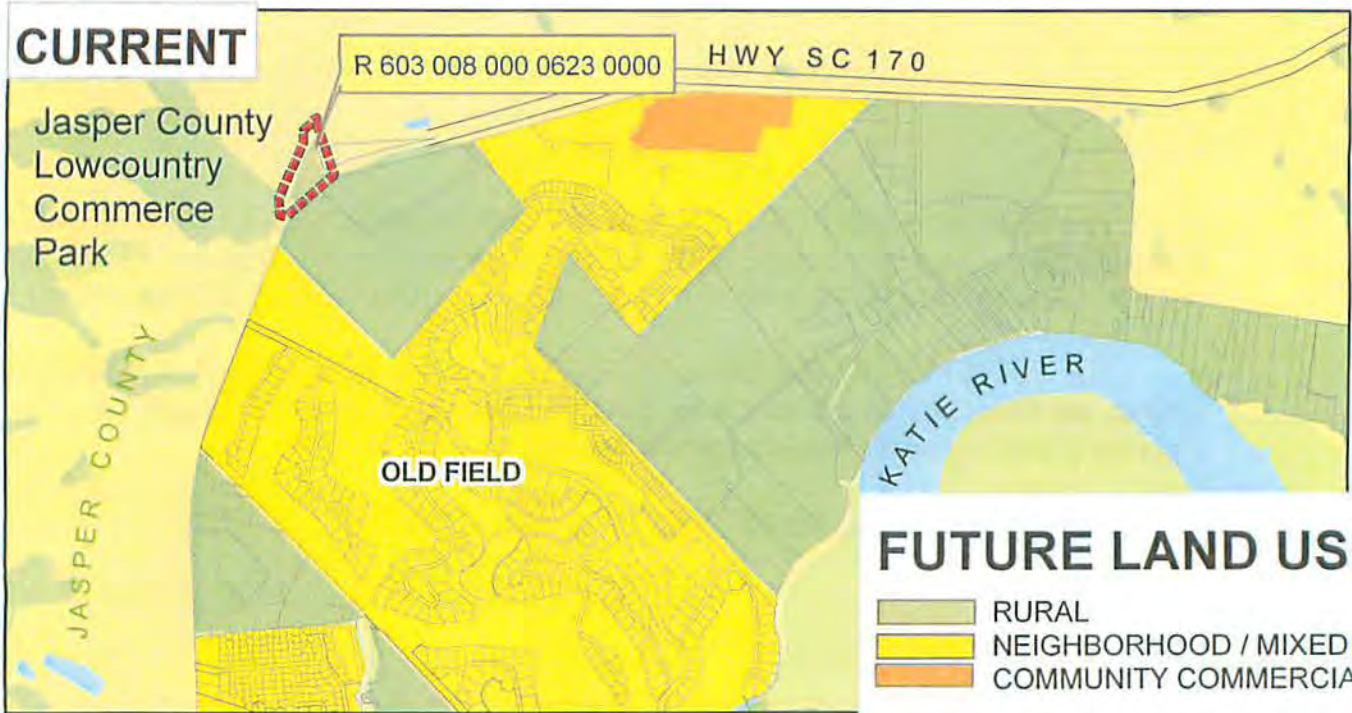 CURRENT
R 603 008 000 0623 0000
HWY SC 170
Jasper County
Lowcountry
Commerce
Park
JASPER COUNTY
OLD FIELD
KATIE RIVER
FUTURE LAND US
RURAL
NEIGHBORHOOD / MIXED
COMMUNITY COMMERCIA